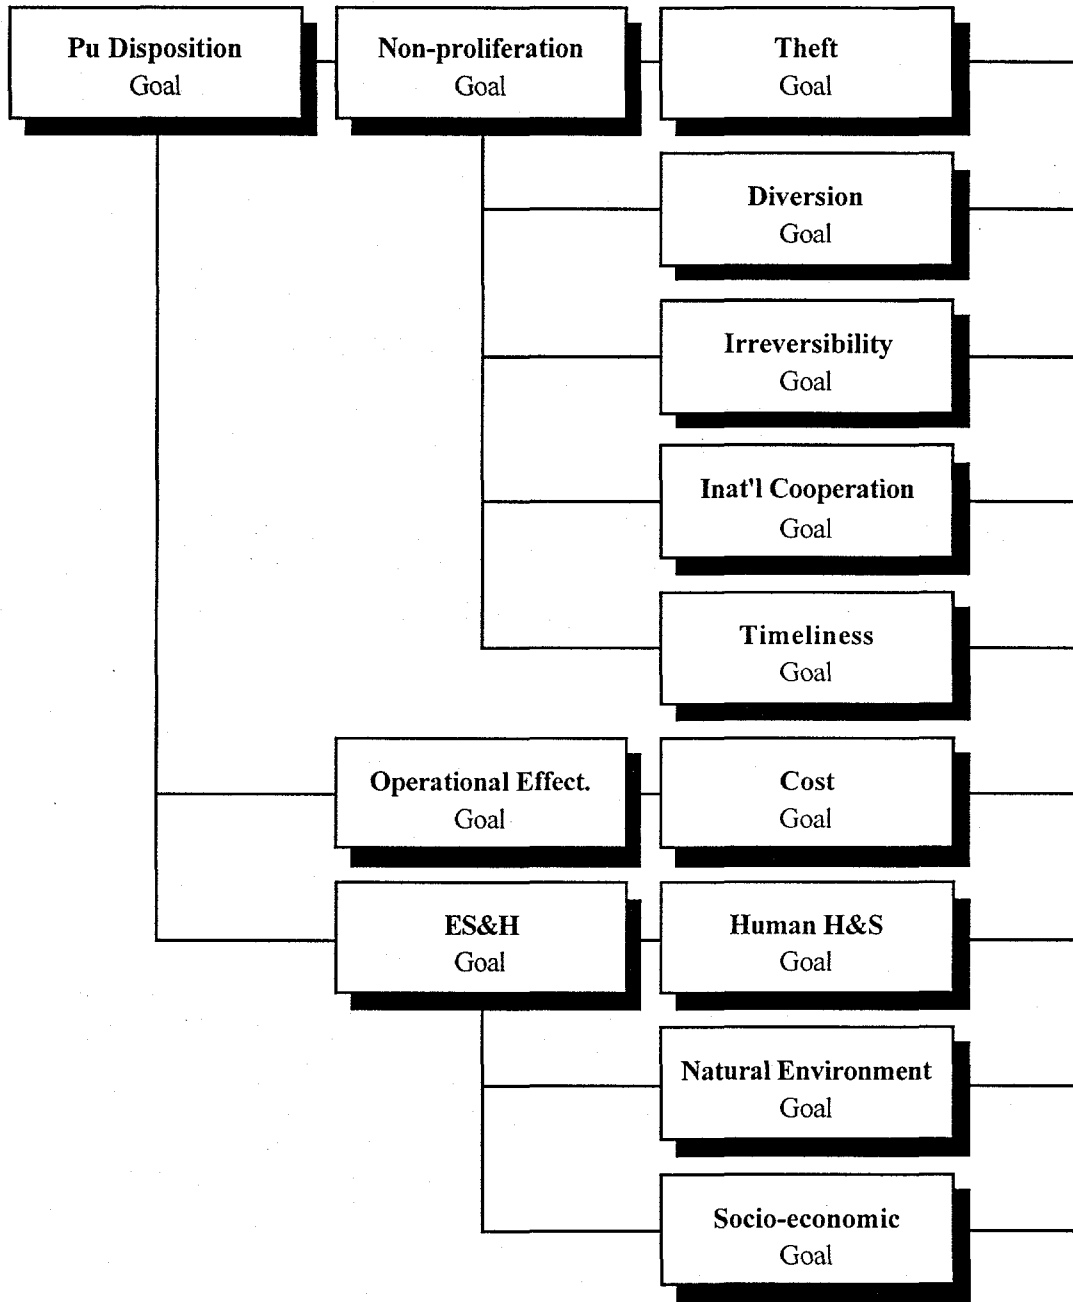 Pu Disposition
Goal
Non-proliferation
Goal
Theft
Goal
Diversion
Goal
Irreversibility
Goal
Inat'l Cooperation
Goal
Timeliness
Goal
Operational Effect.
Goal
Cost
Goal
ES&H
Goal
Human H&S
Goal
Natural Environment
Goal
Socio-economic
Goal